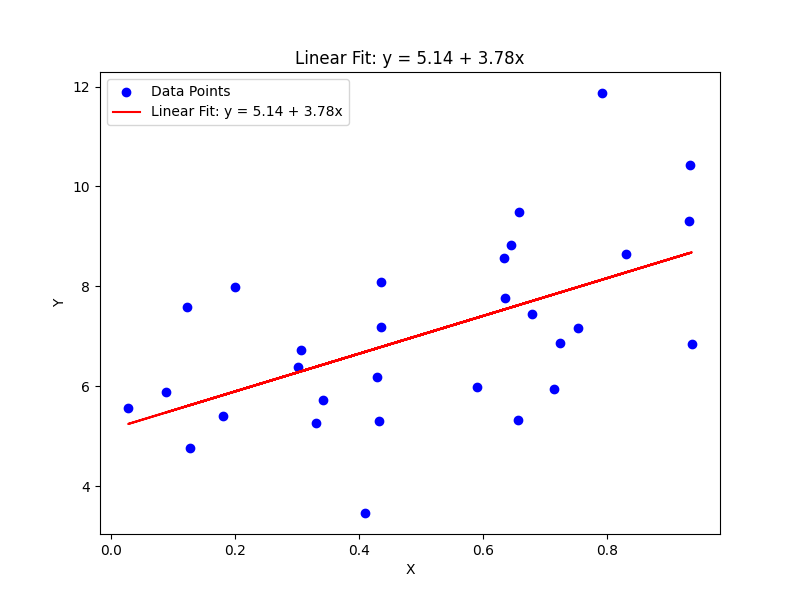 Linear Fit: y = 5.14 + 3.78x
Data Points
Linear Fit: y = 5.14 + 3.78x
12
10
8
6
4
Y
0.0 0.2 0.4 0.6 0.8
X